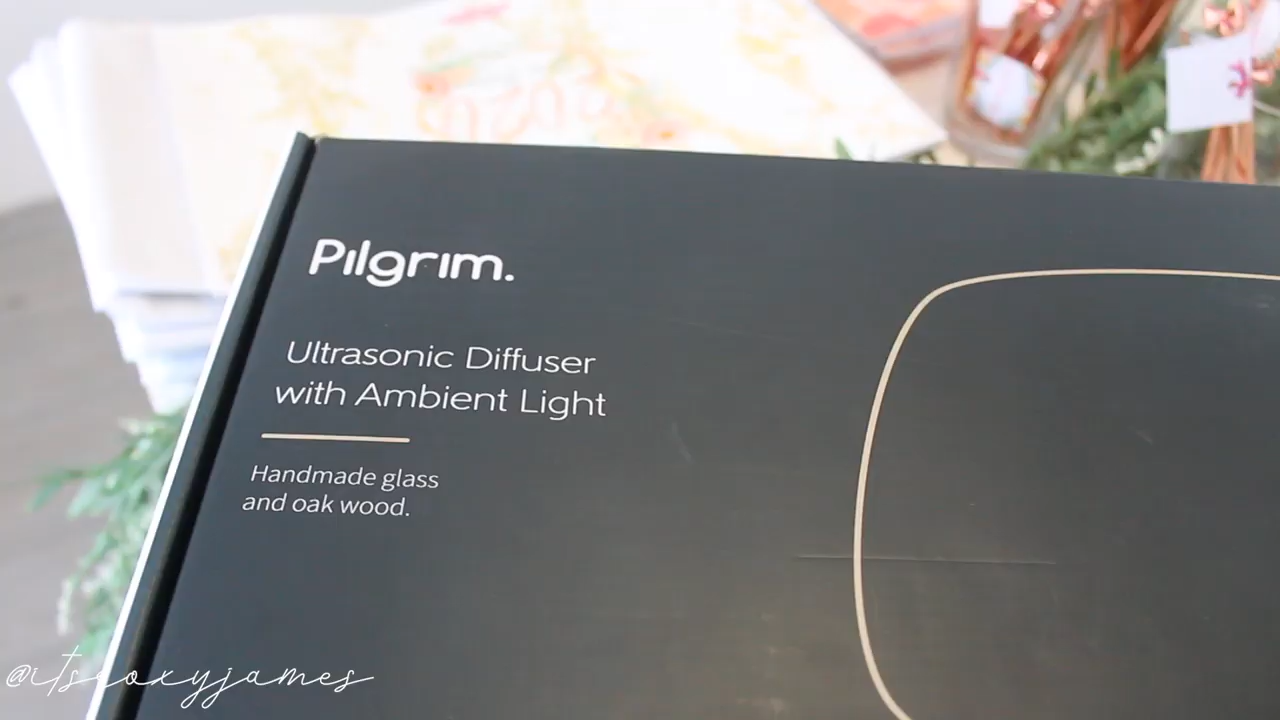 Pilgrim.
Ultrasonic Diffuser
with Ambient Light
Handmade glass
and oak wood.
@itsroxyjames